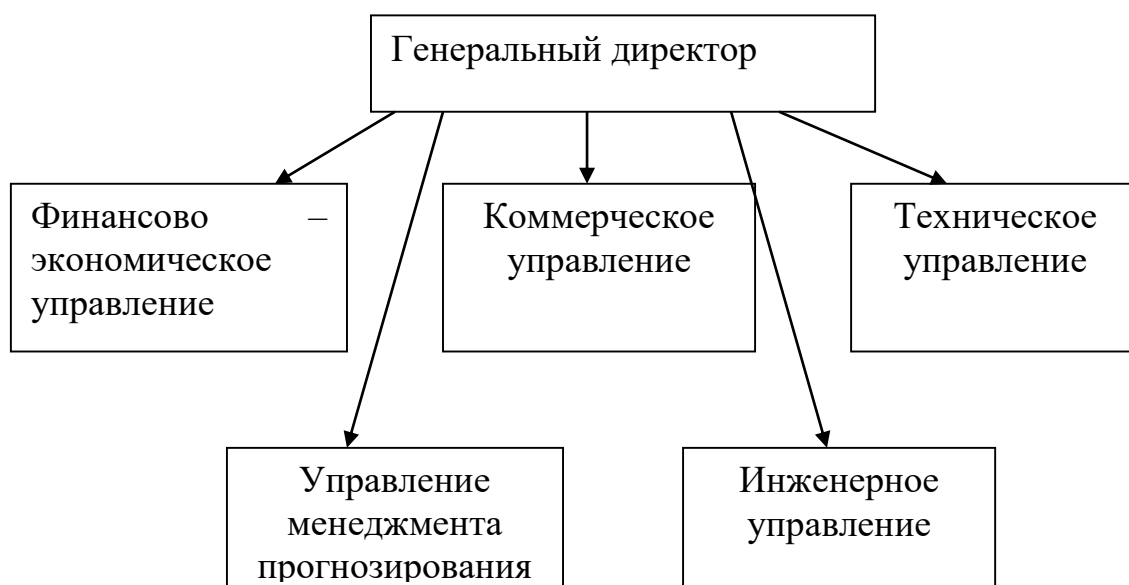 Генеральный директор
Финансово –
экономическое
управление
Коммерческое
управление
Техническое
управление
Управление
менеджмента
прогнозирования
Инженерное
управление